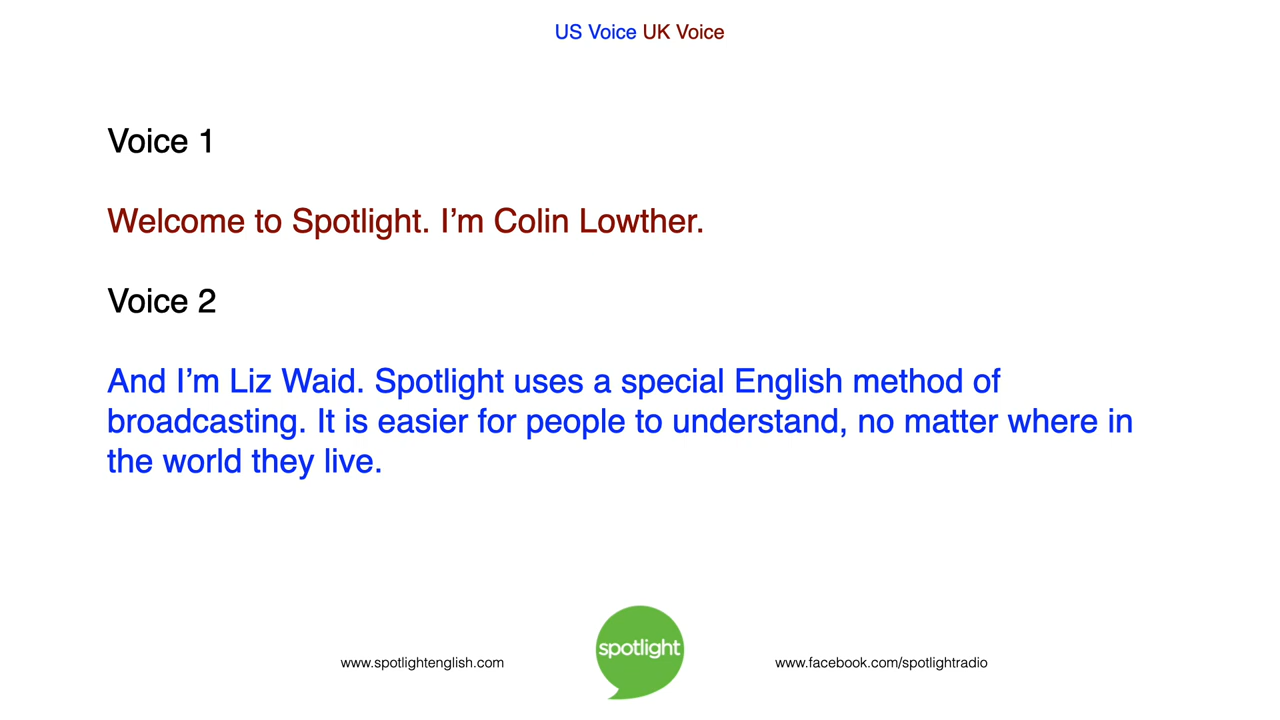 US Voice UK Voice
Voice 1
Welcome to Spotlight. I’m Colin Lowther.
Voice 2
And I’m Liz Waid. Spotlight uses a special English method of
broadcasting. It is easier for people to understand, no matter where in
the world they live.
spotlight
www.spotlightenglish.com
www.facebook.com/spotlightradio